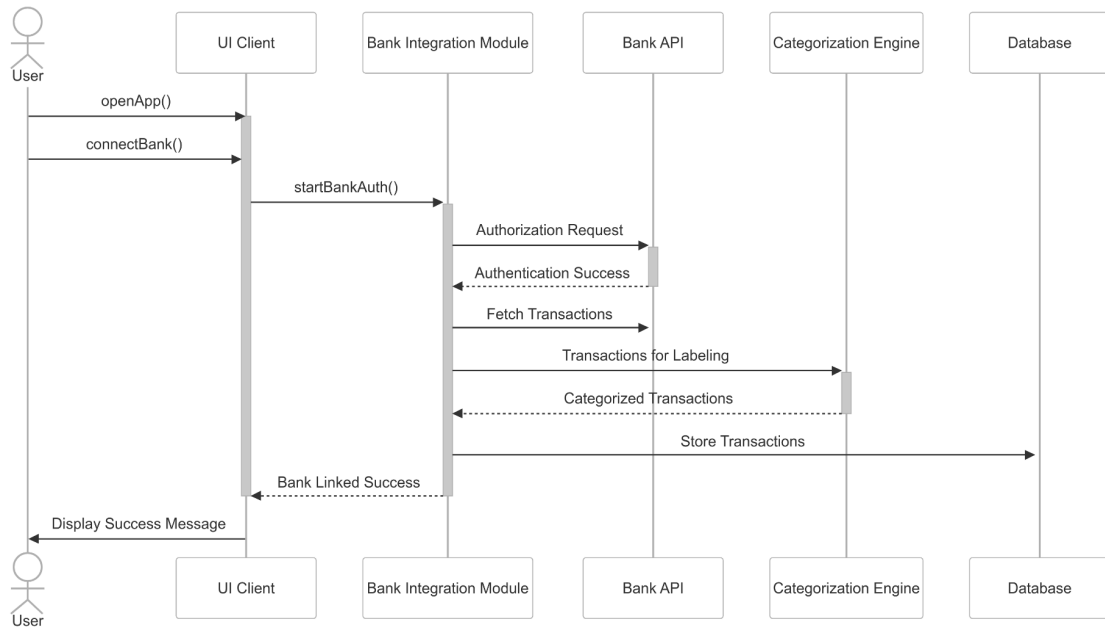 User
UI Client
Bank Integration Module
Bank API
Categorization Engine
Database
openApp()
connectBank()
startBankAuth()
Authorization Request
Authentication Success
Fetch Transactions
Transactions for Labeling
Categorized Transactions
Store Transactions
Bank Linked Success
Display Success Message
User
UI Client
Bank Integration Module
Bank API
Categorization Engine
Database